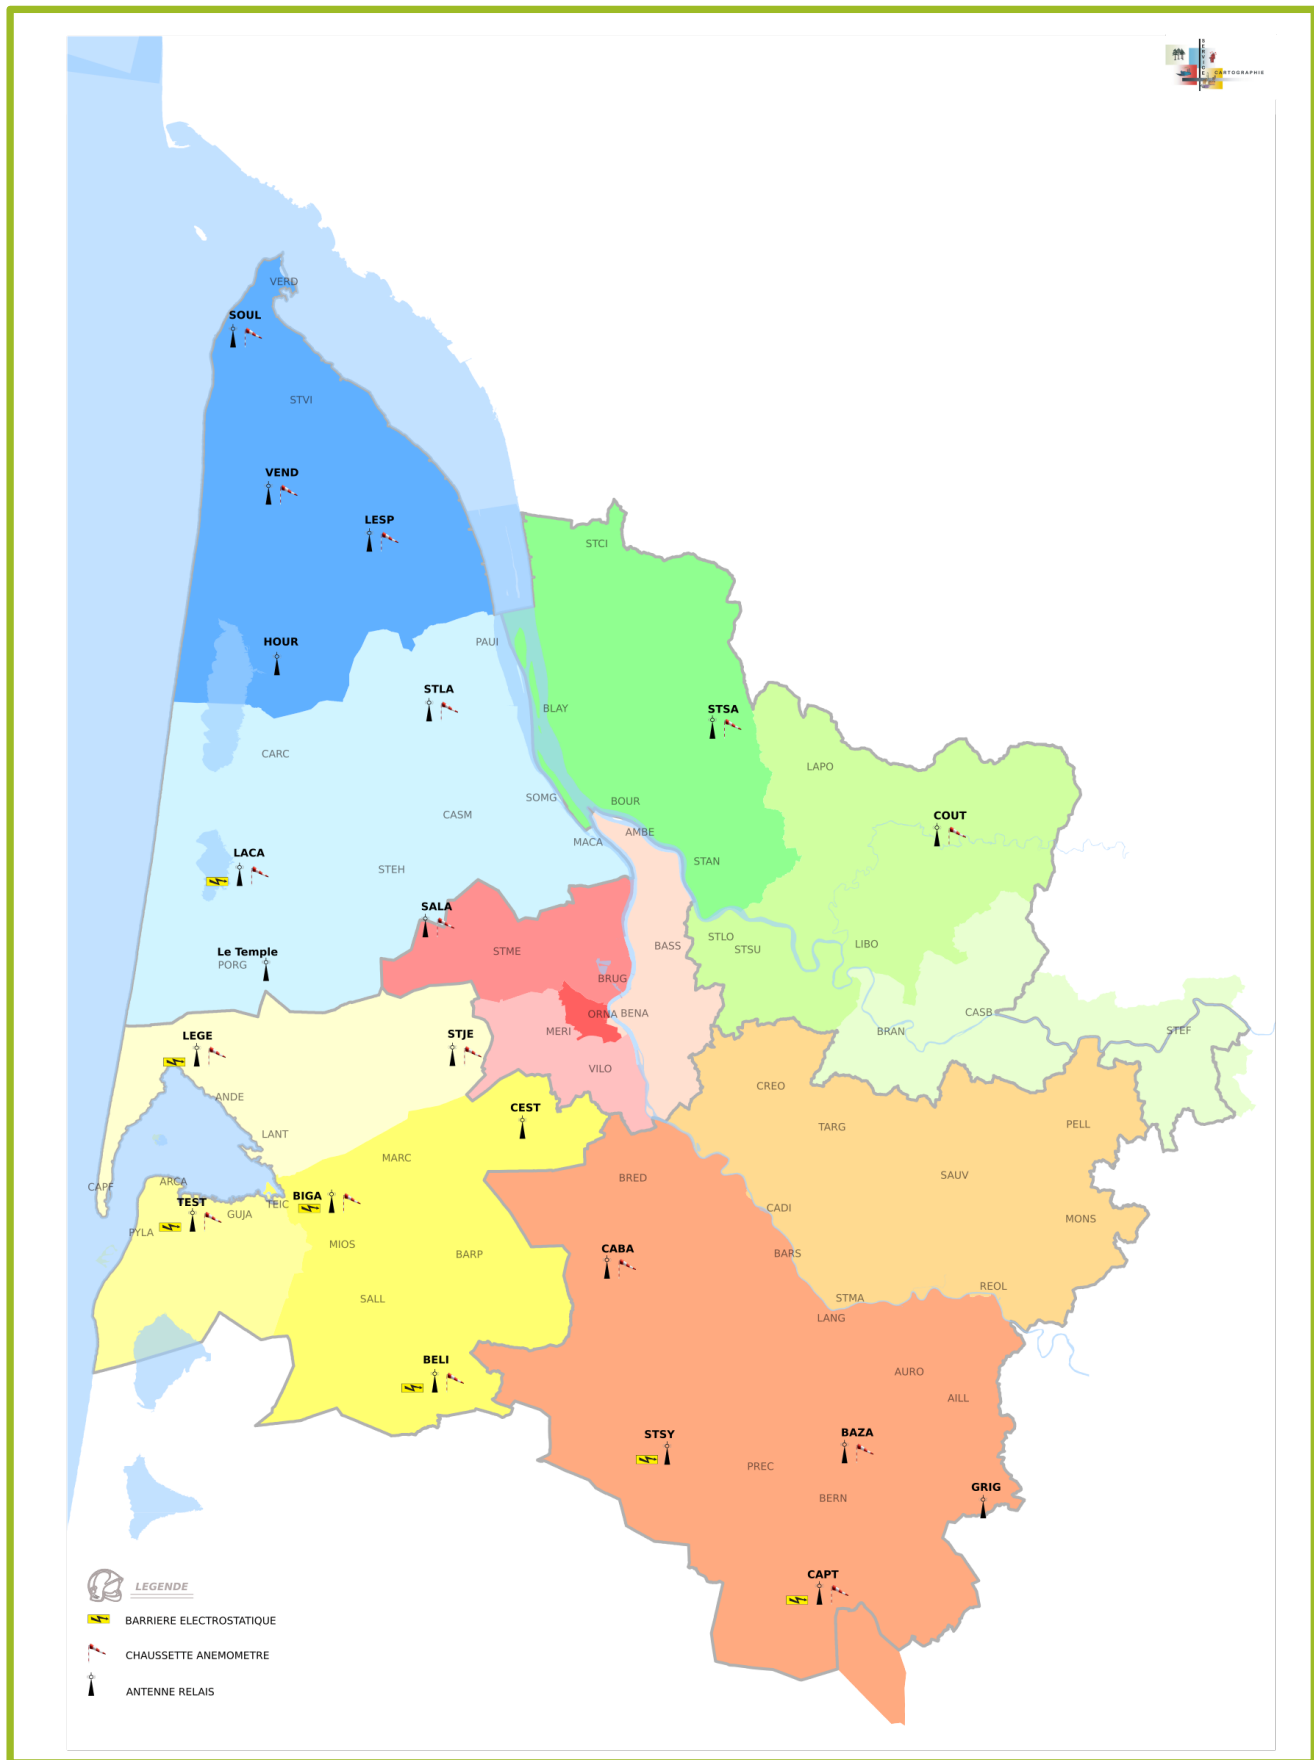 SERVICE
CARTOGRAPHIE
VERD
SOUL
STVI
VEND
LESP
STCI
HOUR
PAUI
STLA
BLAY
STSA
CARC
LAPO
SOMG
BOUR
CASM
COUT
AMBE
MACA
LACA
STAN
STEH
SALA
STLO
BASS
LIBO
STME
STSU
Le Temple
PORG
BRUG
CASB
ORNA
BENA
MERI
BRAN
STEF
LEGE
STJE
VILO
CREO
ANDE
CEST
PELL
TARG
LANT
MARC
SAUV
BRED
ARCA
CAPF
BIGA
TEST
TEIC
CADI
GUJA
MONS
PYLA
MIOS
CABA
BARP
BARS
REOL
SALL
STMA
LANG
BELI
AURO
AILL
STSY
BAZA
PREC
GRIG
BERN
CAPT
LEGENDE
BARRIERE ELECTROSTATIQUE
CHAUSSETTE ANEMOMETRE
ANTENNE RELAIS